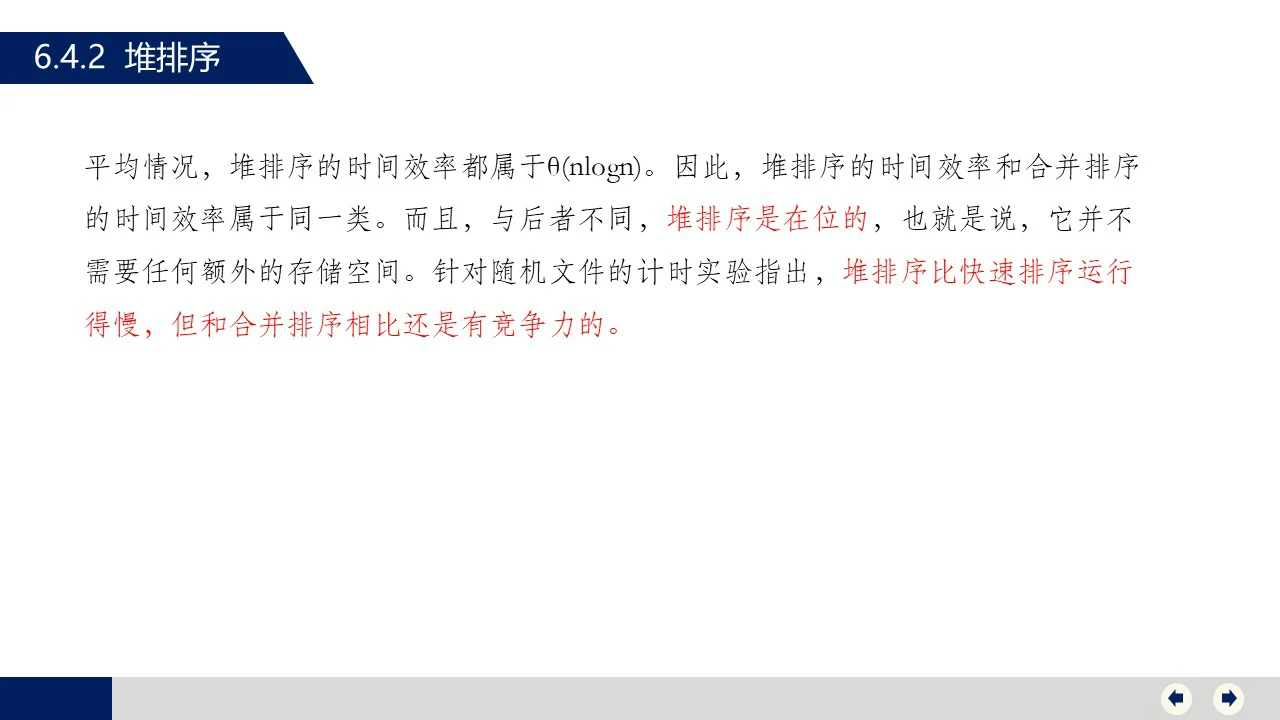 6.4.2 堆排序
平均情况，堆排序的时间效率都属于θ(nlogn)。因此，堆排序的时间效率和合并排序
的时间效率属于同一类。而且，与后者不同，堆排序是在位的，也就是说，它并不
需要任何额外的存储空间。针对随机文件的计时实验指出，堆排序比快速排序运行
得慢，但和合并排序相比还是有竞争力的。